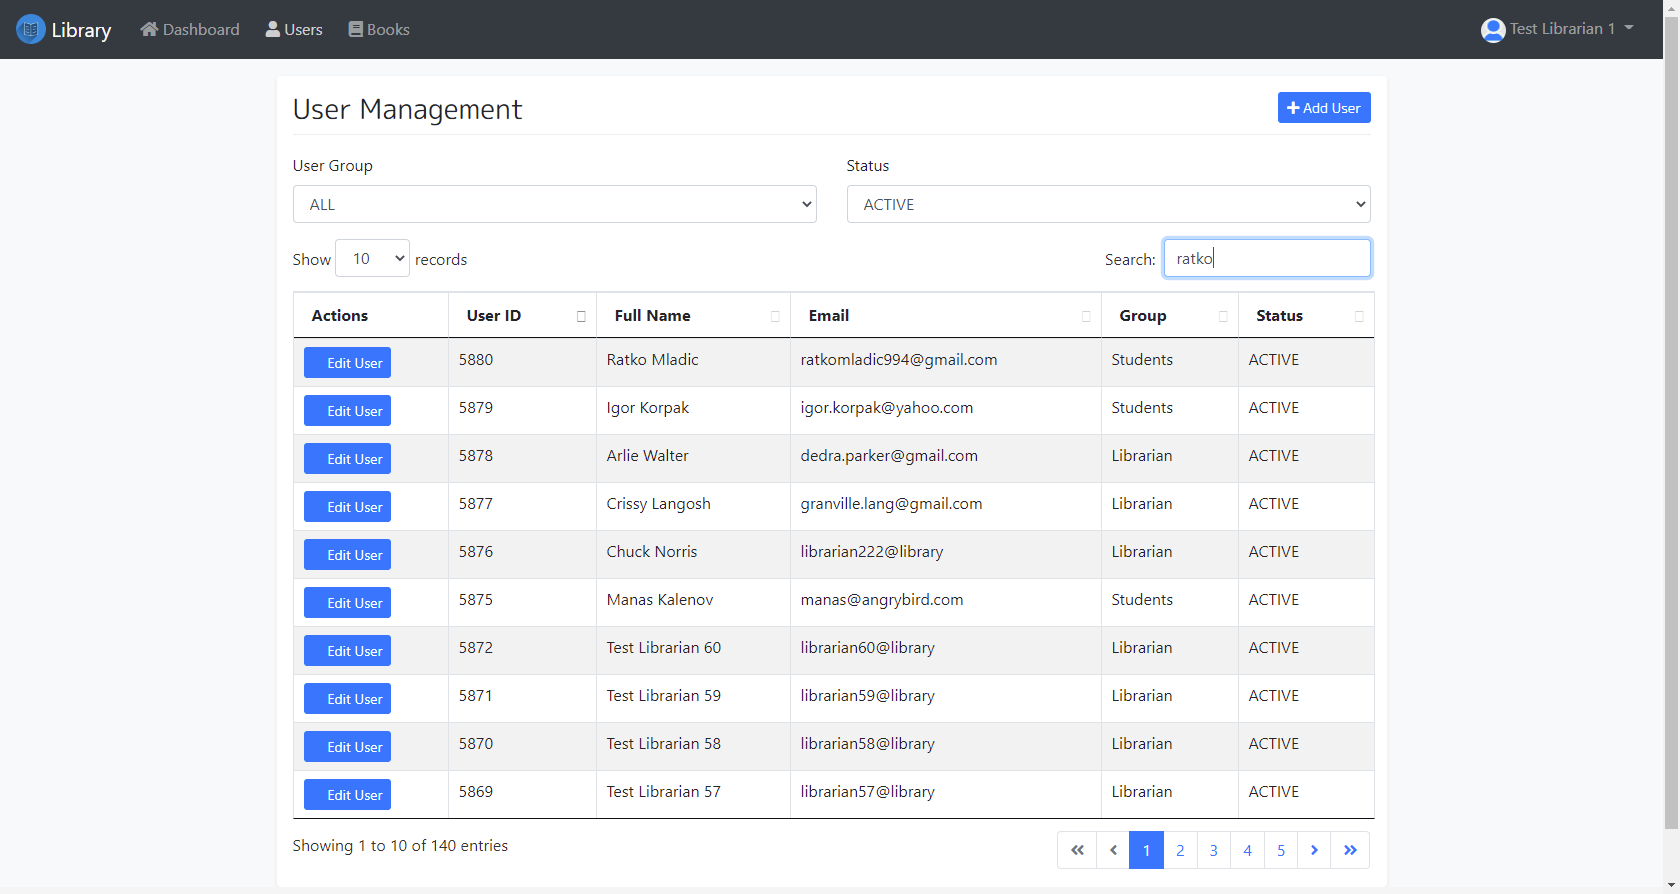 Library Dashboard Users Books Test Librarian 1
User Management Add User
User Group Status
ALL ACTIVE
Show 10 records Search: ratko
Actions User ID Full Name Email Group Status
Edit User 5880 Ratko Mladic ratkomladic994@gmail.com Students ACTIVE
Edit User 5879 Igor Korpak igor.korpak@yahoo.com Students ACTIVE
Edit User 5878 Arlie Walter dedra.parker@gmail.com Librarian ACTIVE
Edit User 5877 Crissy Langosh granville.lang@gmail.com Librarian ACTIVE
Edit User 5876 Chuck Norris librarian222@library Librarian ACTIVE
Edit User 5875 Manas Kalenov manas@angrybird.com Students ACTIVE
Edit User 5872 Test Librarian 60 librarian60@library Librarian ACTIVE
Edit User 5871 Test Librarian 59 librarian59@library Librarian ACTIVE
Edit User 5870 Test Librarian 58 librarian58@library Librarian ACTIVE
Edit User 5869 Test Librarian 57 librarian57@library Librarian ACTIVE
Showing 1 to 10 of 140 entries « ‹ 1 2 3 4 5 › »